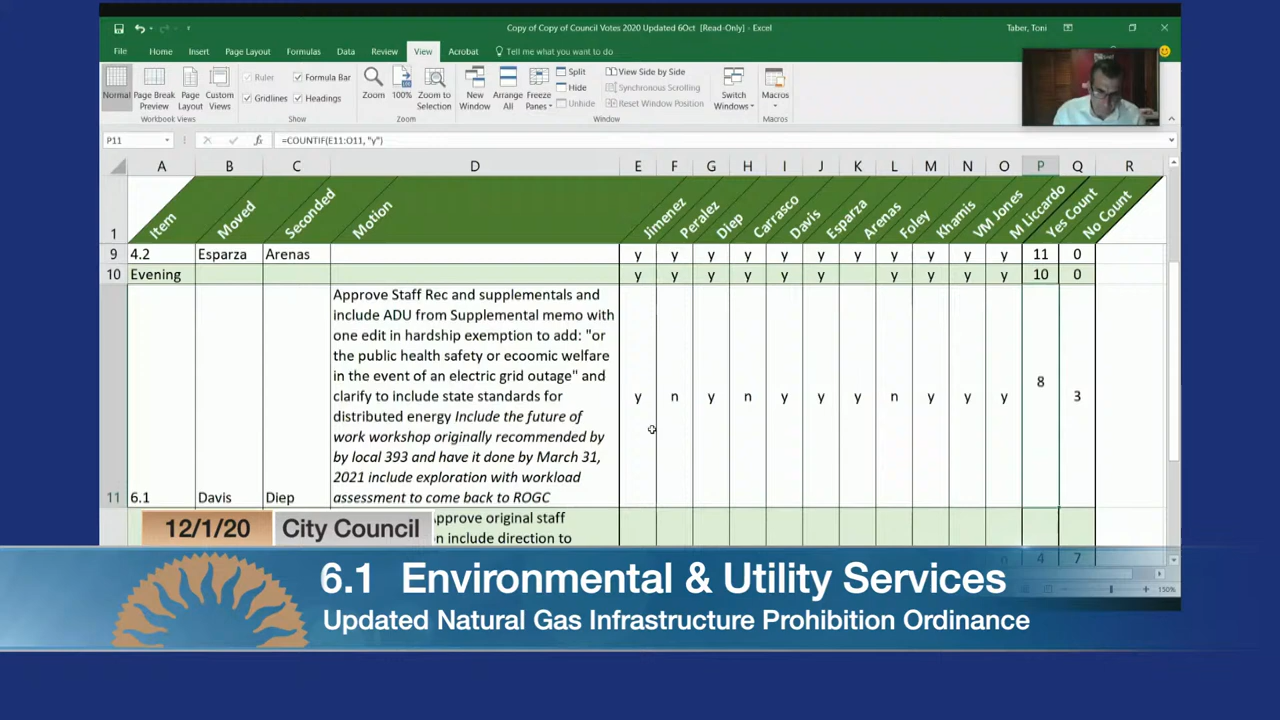 Copy of Copy of Council Votes 2020 Updated 6Oct [Read-Only] - Excel
Taber, Toni
File Home Insert Page Layout Formulas Data Review View Acrobat Tell me what you want to do
Normal
Page Break Preview
Page Layout
Custom Views
Ruler
Formula Bar
Gridlines
Headings
Zoom
100%
Zoom to Selection
New Window
Arrange All
Freeze Panes
Split
Hide
Unhide
View Side by Side
Synchronous Scrolling
Reset Window Position
Switch Windows
Macros
Workbook Views Show Zoom Window Macros
P11 fx =COUNTIF(E11:O11, "y")
A B C D E F G H I J K L M N O P Q R
1 Item Moved Seconded Motion Jimenez Peralez Diep Carrasco Davis Esparza Arenas Foley Khamis VM Jones M Liccardo Yes Count No Count
9 4.2 Esparza Arenas y y y y y y y y y y y 11 0
10 Evening y y y y y y y y y y 10 0
Approve Staff Rec and supplementals and
include ADU from Supplemental memo with
one edit in hardship exemption to add: "or
the public health safety or ecoomic welfare
in the event of an electric grid outage" and
clarify to include state standards for
distributed energy Include the future of
work workshop originally recommended by
by local 393 and have it done by March 31,
2021 include exploration with workload
assessment to come back to ROGC
11 6.1 Davis Diep y n y n y y y n y y y 8 3
Approve original staff
n include direction to
n 4 7
150%
12/1/20 City Council
6.1 Environmental & Utility Services
Updated Natural Gas Infrastructure Prohibition Ordinance